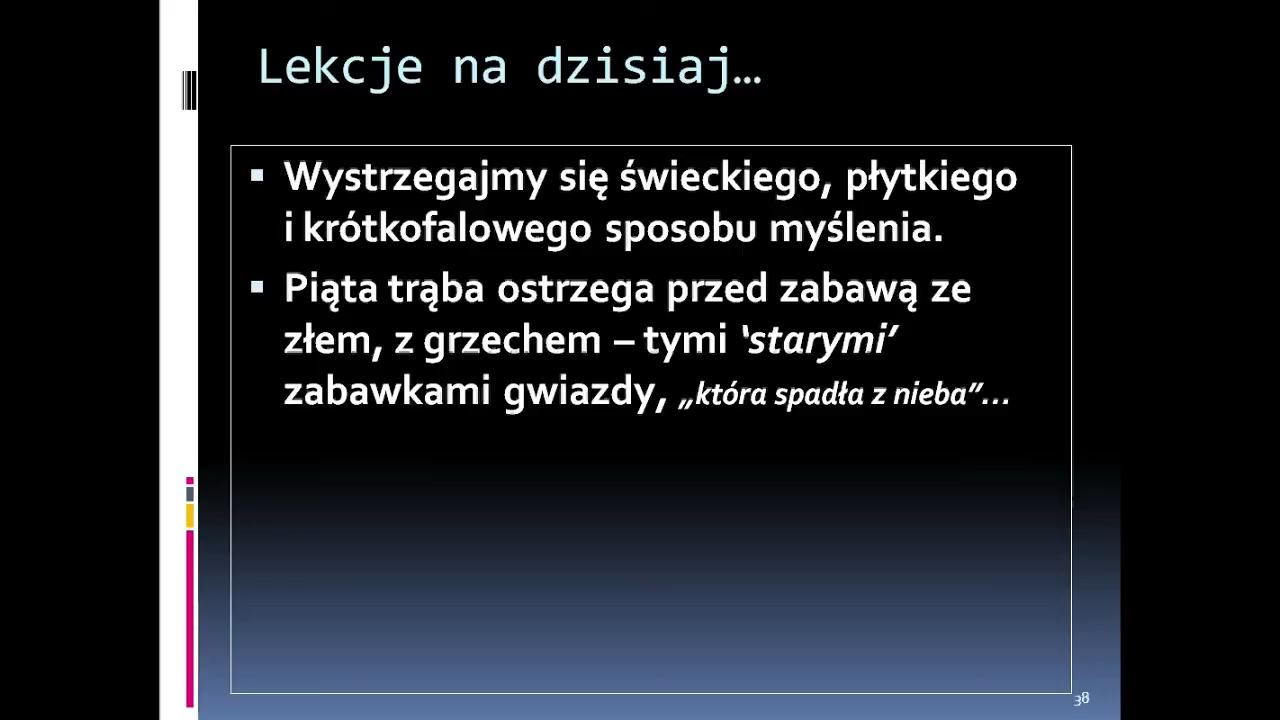 Lekcje na dzisiaj…
▪ Wystrzegajmy się świeckiego, płytkiego
i krótkofalowego sposobu myślenia.
▪ Piąta trąba ostrzega przed zabawą ze
złem, z grzechem – tymi ‘starymi’
zabawkami gwiazdy, „która spadła z nieba”…
38